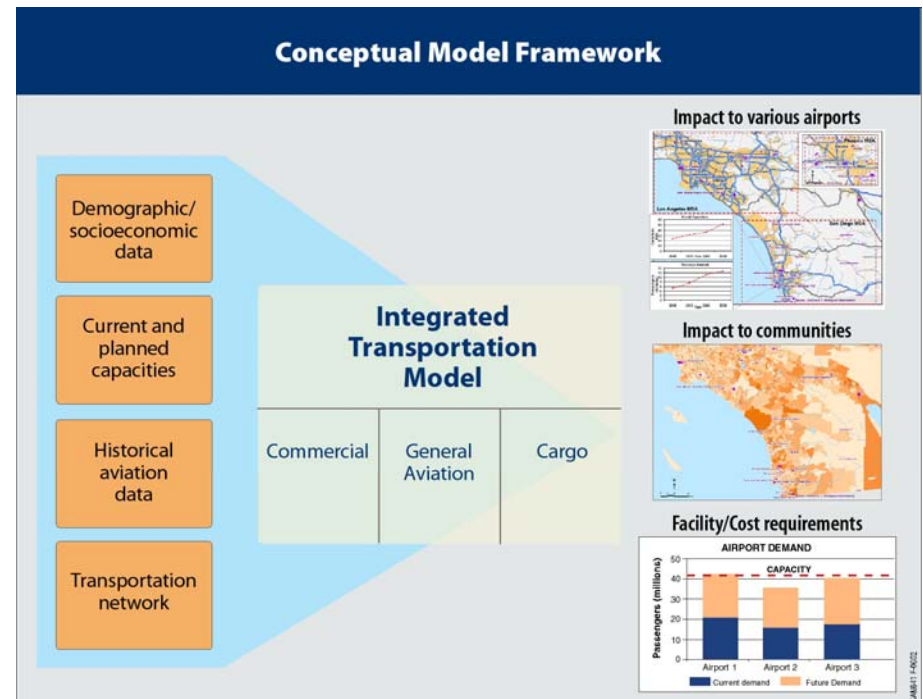 Conceptual Model Framework
Demographic/
socioeconomic
data
Current and
planned
capacities
Historical
aviation
data
Transportation
network
Integrated
Transportation
Model
Commercial
General
Aviation
Cargo
Impact to various airports
Phoenix MSA
Los Angeles MSA
San Diego MSA
Impact to communities
Facility/Cost requirements
AIRPORT DEMAND
CAPACITY
Passengers (millions)
50
40
30
20
10
0
Airport 1
Airport 2
Airport 3
Current demand
Future Demand